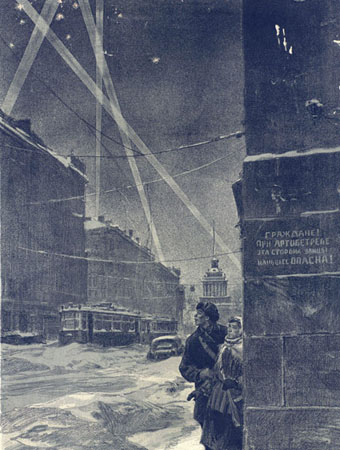 ГРАЖДАНЕ!
ПРИ АРТОБСТРЕЛЕ
ЭТА СТОРОНА УЛИЦЫ
НАИБОЛЕЕ ОПАСНА!